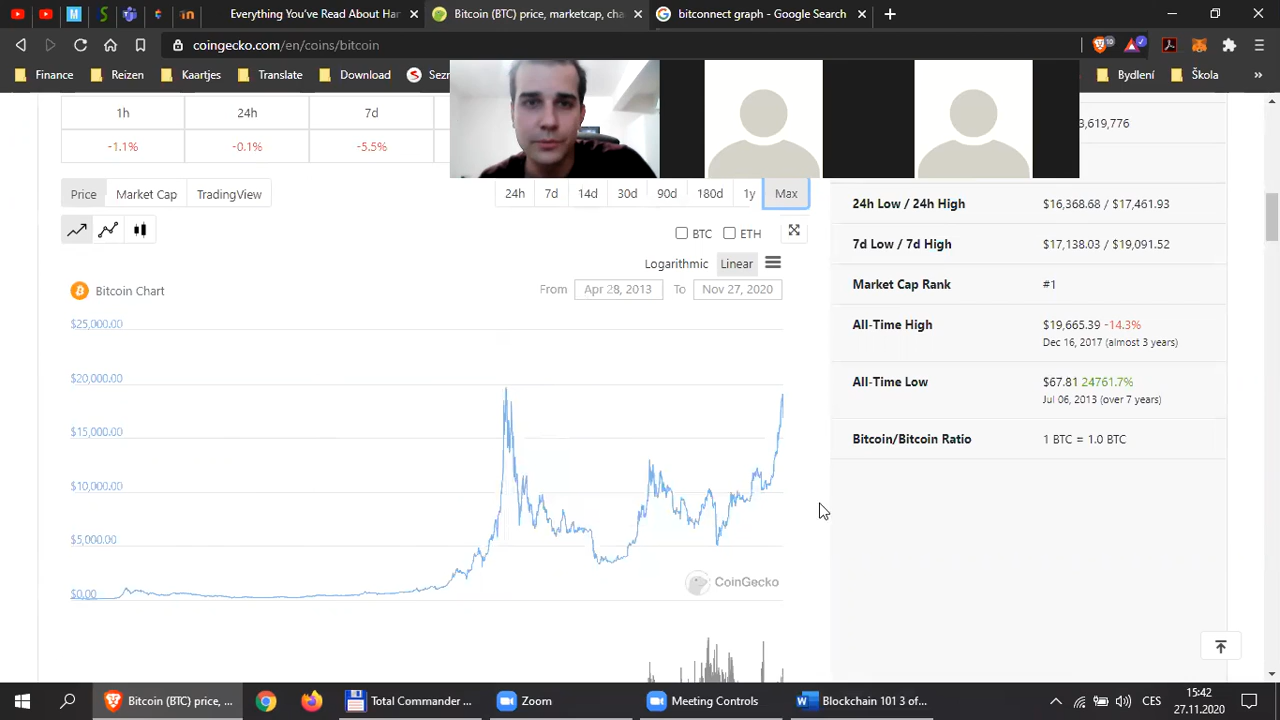 Everything You've Read About Ha
Bitcoin (BTC) price, marketcap, cha
bitconnect graph - Google Search
coingecko.com/en/coins/bitcoin
Finance
Reizen
Kaartjes
Translate
Download
Sezn
Bydlení
Škola
»
1h
24h
7d
-1.1%
-0.1%
-5.5%
3,619,776
Price
Market Cap
TradingView
24h
7d
14d
30d
90d
180d
1y
Max
BTC
ETH
Logarithmic
Linear
Bitcoin Chart
From
Apr 28, 2013
To
Nov 27, 2020
$25,000.00
$20,000.00
$15,000.00
$10,000.00
$5,000.00
$0.00
CoinGecko
24h Low / 24h High
$16,368.68 / $17,461.93
7d Low / 7d High
$17,138.03 / $19,091.52
Market Cap Rank
#1
All-Time High
$19,665.39 -14.3%
Dec 16, 2017 (almost 3 years)
All-Time Low
$67.81 24761.7%
Jul 06, 2013 (over 7 years)
Bitcoin/Bitcoin Ratio
1 BTC = 1.0 BTC
Bitcoin (BTC) price, ...
Total Commander ...
Zoom
Meeting Controls
Blockchain 101 3 of...
CES
15:42
27.11.2020